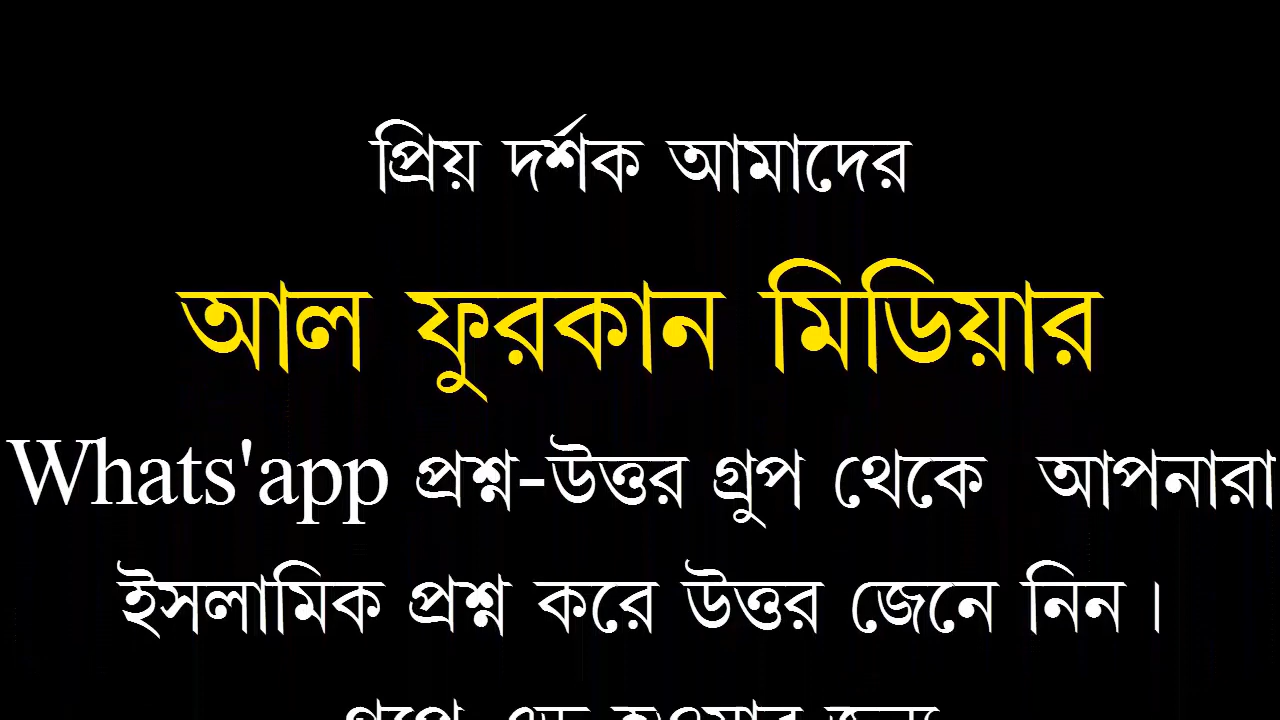 প্রিয় দর্শক আমাদের
আল ফুরকান মিডিয়ার
Whats'app প্রশ্ন-উত্তর গ্রুপ থেকে আপনারা
ইসলামিক প্রশ্ন করে উত্তর জেনে নিন।